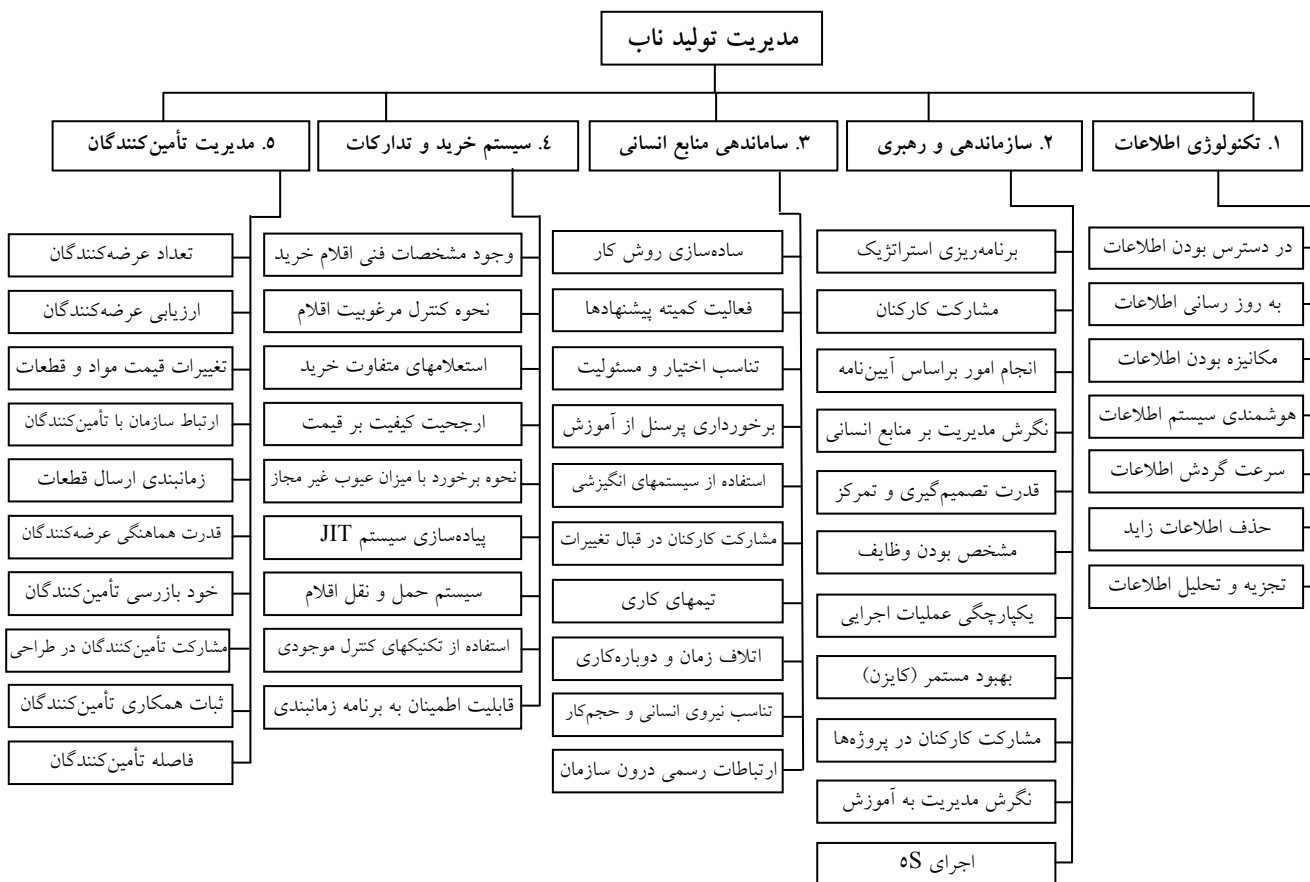 مدیریت تولید ناب
۱. تکنولوژی اطلاعات
در دسترس بودن اطلاعات
به روز رسانی اطلاعات
مکانیزه بودن اطلاعات
هوشمندی سیستم اطلاعات
سرعت گردش اطلاعات
حذف اطلاعات زاید
تجزیه و تحلیل اطلاعات
۲. سازماندهی و رهبری
برنامه‌ریزی استراتژیک
مشارکت کارکنان
انجام امور براساس آیین‌نامه
نگرش مدیریت بر منابع انسانی
قدرت تصمیم‌گیری و تمرکز
مشخص بودن وظایف
یکپارچگی عملیات اجرایی
بهبود مستمر (کایزن)
مشارکت کارکنان در پروژه‌ها
نگرش مدیریت به آموزش
اجرای ۵S
۳. ساماندهی منابع انسانی
ساده‌سازی روش کار
فعالیت کمیته پیشنهادها
تناسب اختیار و مسئولیت
برخورداری پرسنل از آموزش
استفاده از سیستمهای انگیزشی
مشارکت کارکنان در قبال تغییرات
تیمهای کاری
اتلاف زمان و دوباره‌کاری
تناسب نیروی انسانی و حجم‌کار
ارتباطات رسمی درون سازمان
٤. سیستم خرید و تدارکات
وجود مشخصات فنی اقلام خرید
نحوه کنترل مرغوبیت اقلام
استعلامهای متفاوت خرید
ارجحیت کیفیت بر قیمت
نحوه برخورد با میزان عیوب غیر مجاز
پیاده‌سازی سیستم JIT
سیستم حمل و نقل اقلام
استفاده از تکنیکهای کنترل موجودی
قابلیت اطمینان به برنامه زمانبندی
۵. مدیریت تأمین‌کنندگان
تعداد عرضه‌کنندگان
ارزیابی عرضه‌کنندگان
تغییرات قیمت مواد و قطعات
ارتباط سازمان با تأمین‌کنندگان
زمانبندی ارسال قطعات
قدرت هماهنگی عرضه‌کنندگان
خود بازرسی تأمین‌کنندگان
مشارکت تأمین‌کنندگان در طراحی
ثبات همکاری تأمین‌کنندگان
فاصله تأمین‌کنندگان